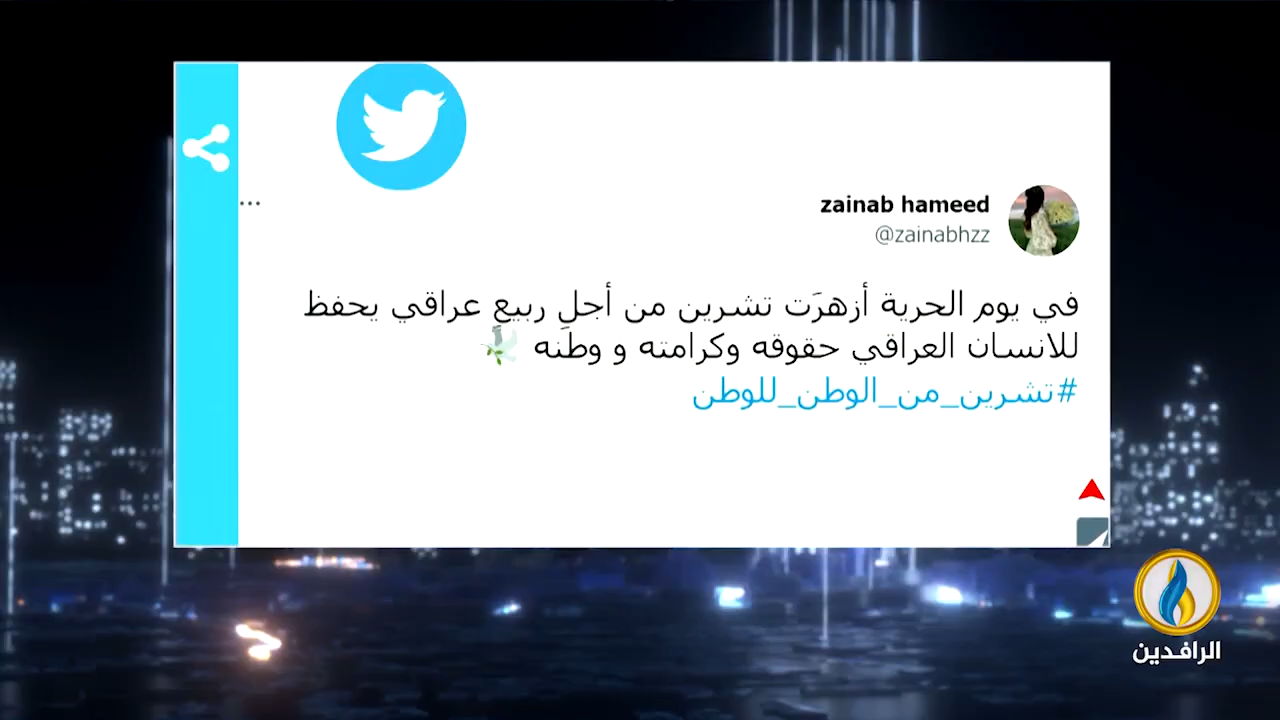 zainab hameed
@zainabhzz
...
في يوم الحرية أزهرَت تشرين من أجلِ ربيع عراقي يحفظ
للانسان العراقي حقوقه وكرامته و وطَنه
#تشرين_من_الوطن_للوطن
الرافدين